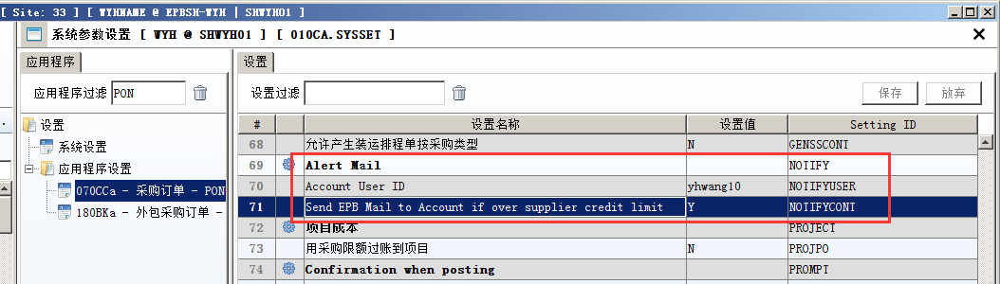 [ Site: 33 ] [ WYHNAME @ EPBSH-WYH | SHWYH01 ]
系统参数设置 [ WYH @ SHWYH01 ] [ 010CA.SYSSET ]
应用程序
设置
应用程序过滤 PON
设置过滤
保存 放弃
设置
系统设置
应用程序设置
070CCa - 采购订单 - PON
180BKa - 外包采购订单 -
# 设置名称 设置值 Setting ID
68 允许产生装运排程单按采购类型 N GENSSCONT
69 Alert Mail NOTIFY
70 Account User ID yhwang10 NOTIFYUSER
71 Send EPB Mail to Account if over supplier credit limit Y NOTIFYCONT
72 项目成本 PROJECT
73 用采购限额过账到项目 N PROJPO
74 Confirmation when posting PROMPT